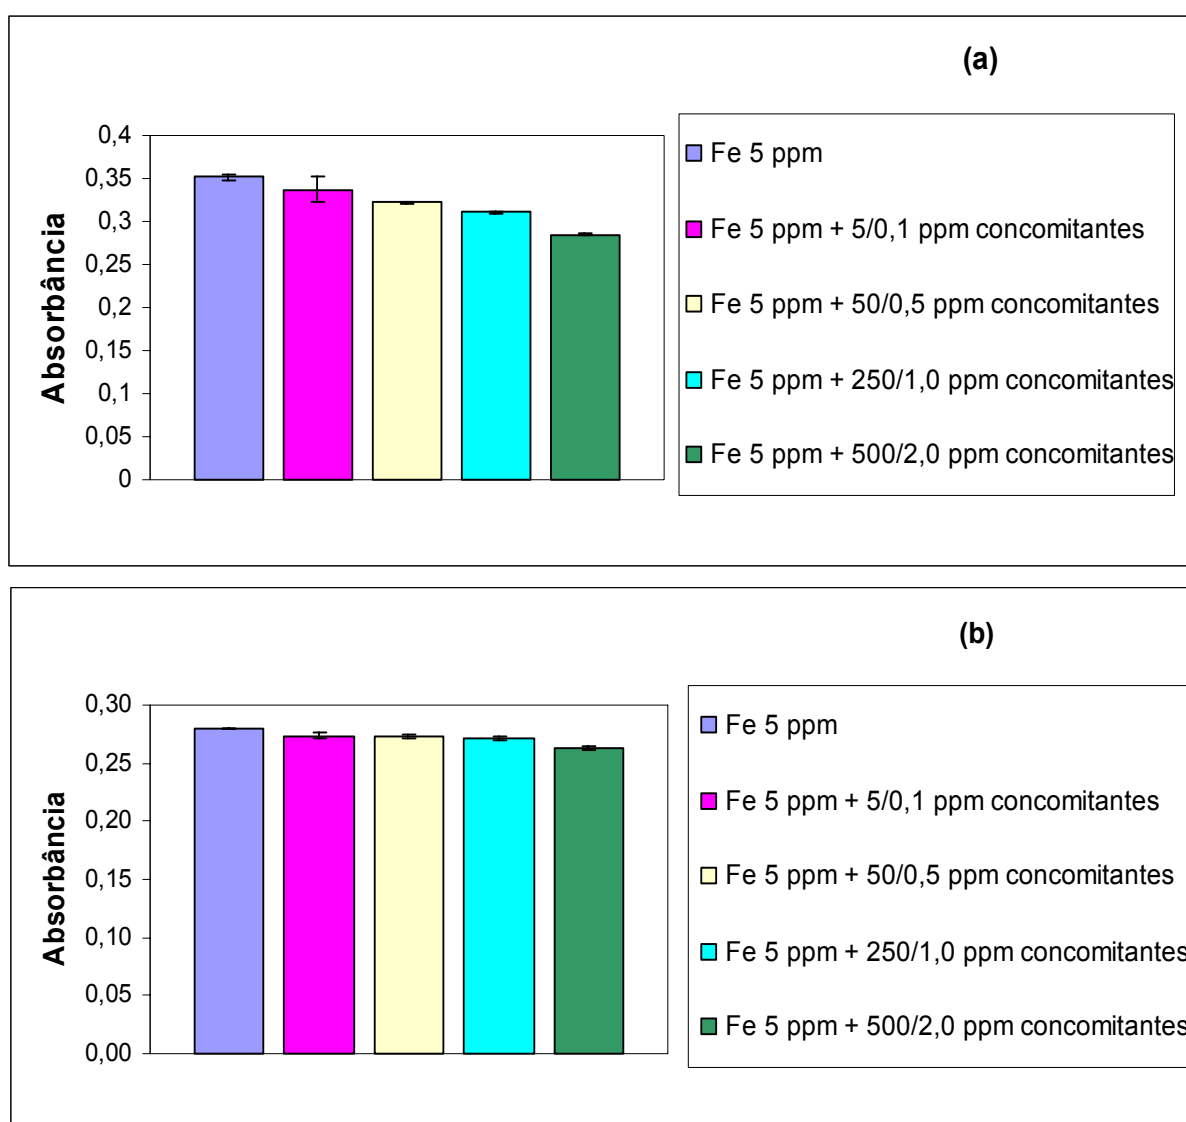 (a)
Absorbância
0,4
0,35
0,3
0,25
0,2
0,15
0,1
0,05
0
Fe 5 ppm
Fe 5 ppm + 5/0,1 ppm concomitantes
Fe 5 ppm + 50/0,5 ppm concomitantes
Fe 5 ppm + 250/1,0 ppm concomitantes
Fe 5 ppm + 500/2,0 ppm concomitantes
(b)
Absorbância
0,30
0,25
0,20
0,15
0,10
0,05
0,00
Fe 5 ppm
Fe 5 ppm + 5/0,1 ppm concomitantes
Fe 5 ppm + 50/0,5 ppm concomitantes
Fe 5 ppm + 250/1,0 ppm concomitantes
Fe 5 ppm + 500/2,0 ppm concomitantes